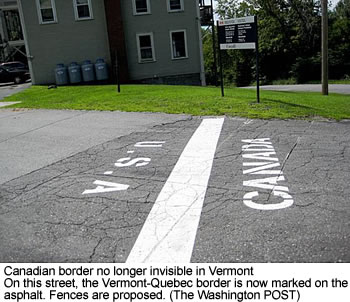 U.S.A
CANADA
Canadian border no longer invisible in Vermont
On this street, the Vermont-Quebec border is now marked on the
asphalt. Fences are proposed. (The Washington POST)